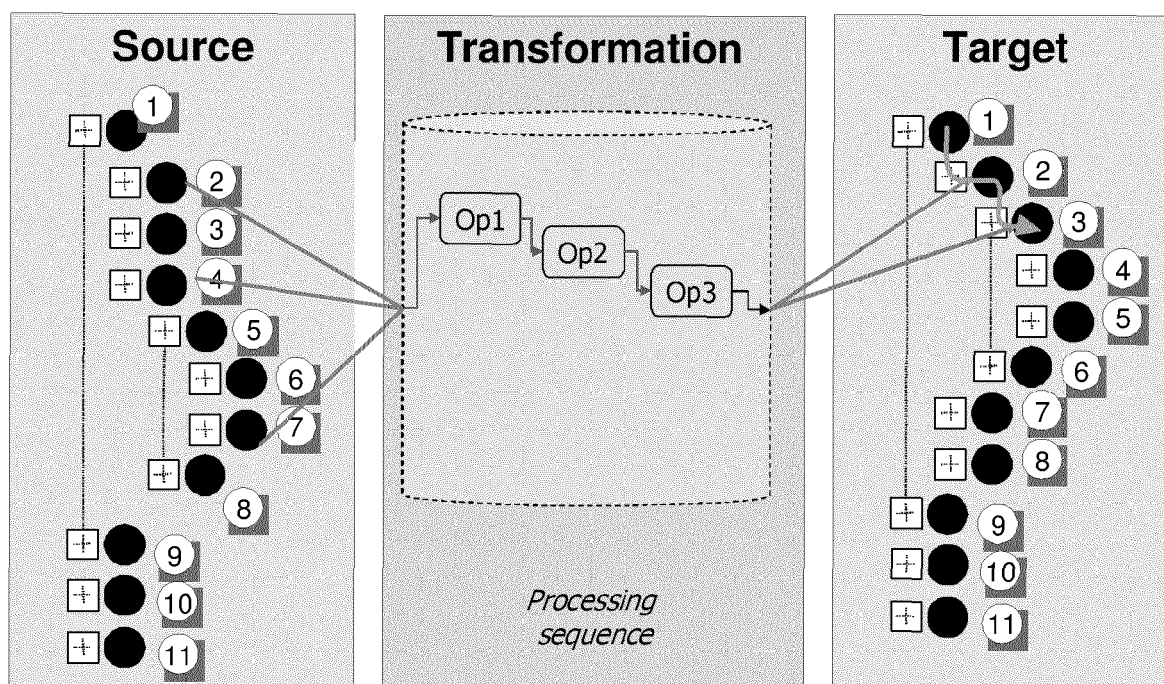 Source
1
2
3
4
5
6
7
8
9
10
11
Transformation
Op1
Op2
Op3
Processing
sequence
Target
1
2
3
4
5
6
7
8
9
10
11